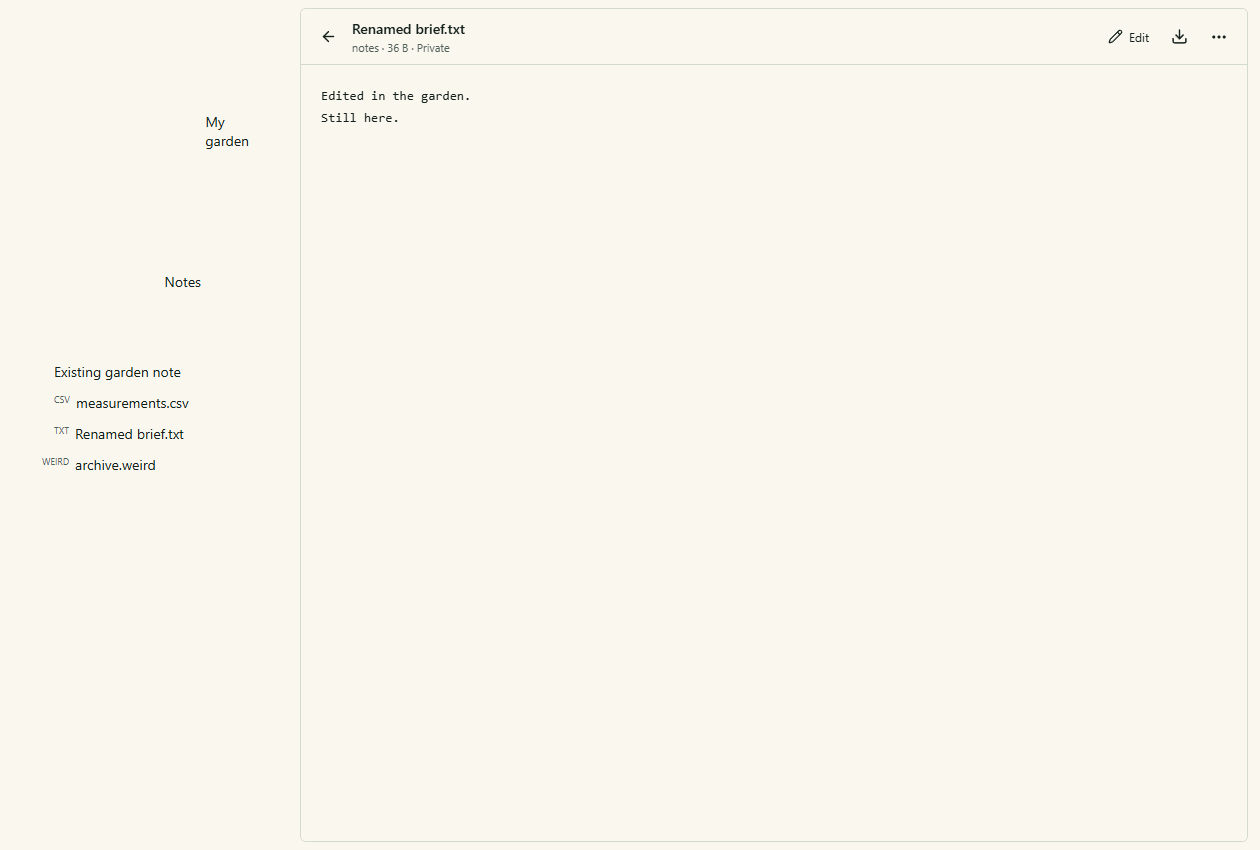 My
garden
Notes
Existing garden note
CSV measurements.csv
TXT Renamed brief.txt
WEIRD archive.weird
Renamed brief.txt
notes · 36 B · Private
Edit
Edited in the garden.
Still here.